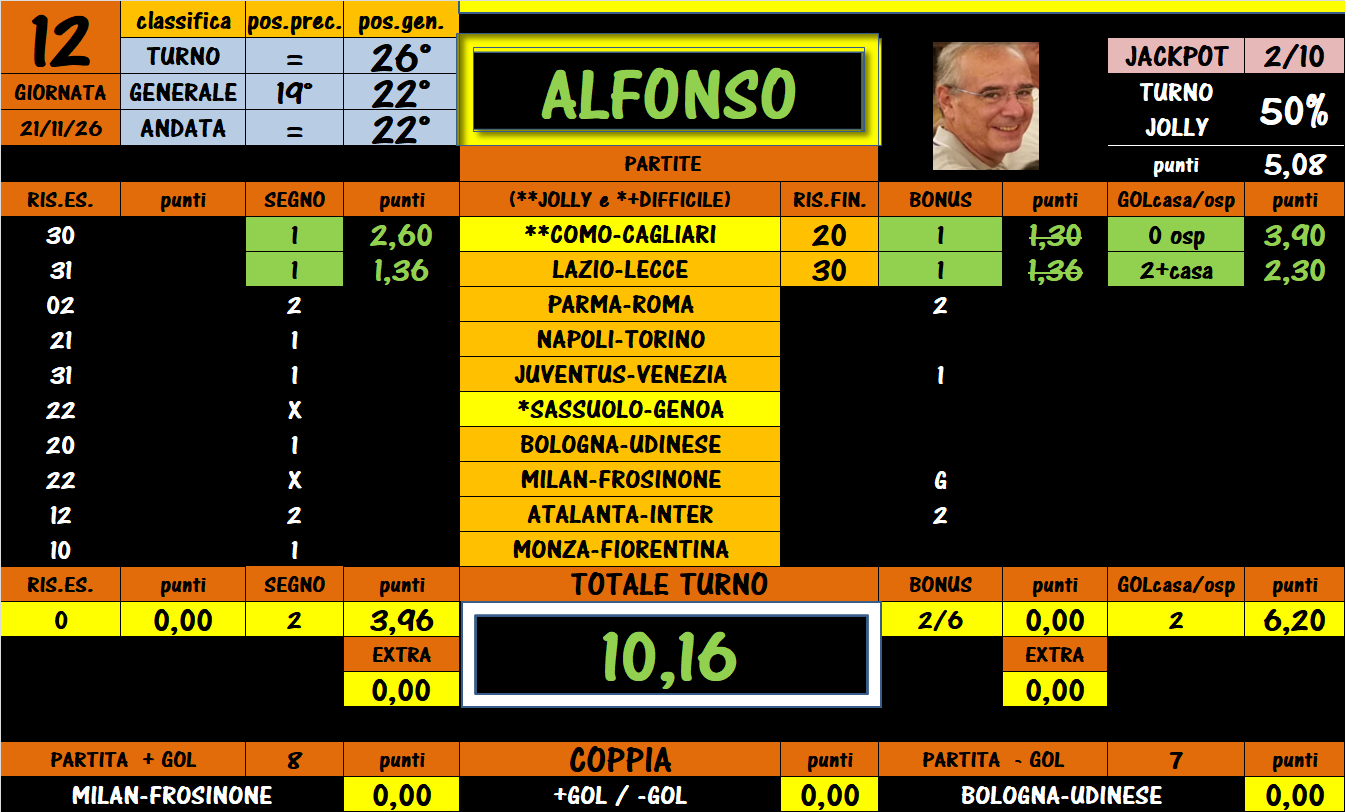 12 classifica pos.prec. pos.gen.
TURNO = 26°
GIORNATA GENERALE 19° 22°
21/11/26 ANDATA = 22°
ALFONSO
JACKPOT 2/10
TURNO JOLLY 50%
punti 5,08
PARTITE
RIS.ES. punti SEGNO punti (**JOLLY e *+DIFFICILE) RIS.FIN. BONUS punti GOLcasa/osp punti
30 1 2,60 **COMO-CAGLIARI 20 1 1,30 0 osp 3,90
31 1 1,36 LAZIO-LECCE 30 1 1,36 2+casa 2,30
02 2 PARMA-ROMA 2
21 1 NAPOLI-TORINO
31 1 JUVENTUS-VENEZIA 1
22 X *SASSUOLO-GENOA
20 1 BOLOGNA-UDINESE
22 X MILAN-FROSINONE G
12 2 ATALANTA-INTER 2
10 1 MONZA-FIORENTINA
RIS.ES. punti SEGNO punti TOTALE TURNO BONUS punti GOLcasa/osp punti
0 0,00 2 3,96 2/6 0,00 2 6,20
10,16
EXTRA EXTRA
0,00 0,00
PARTITA + GOL 8 punti COPPIA punti PARTITA - GOL 7 punti
MILAN-FROSINONE 0,00 +GOL / -GOL 0,00 BOLOGNA-UDINESE 0,00